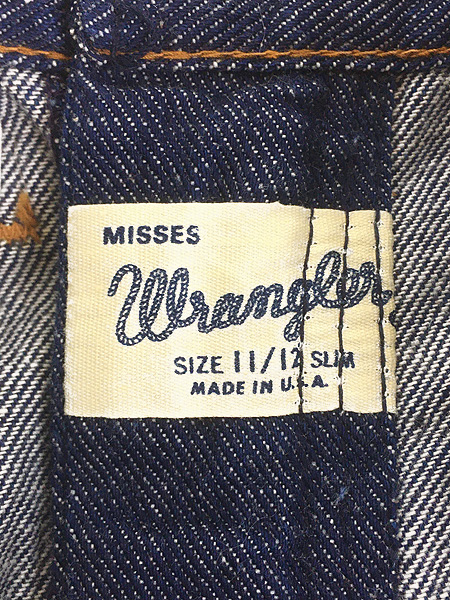 MISSES
Wrangler
SIZE 11/12 SLIM
MADE IN U.S.A.